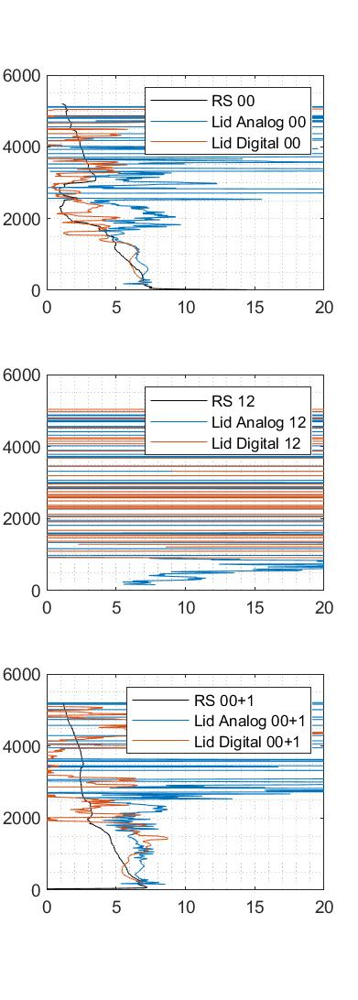 6000
4000
2000
0
RS 00
Lid Analog 00
Lid Digital 00
0 5 10 15 20
6000
4000
2000
0
RS 12
Lid Analog 12
Lid Digital 12
0 5 10 15 20
6000
4000
2000
0
RS 00+1
Lid Analog 00+1
Lid Digital 00+1
0 5 10 15 20